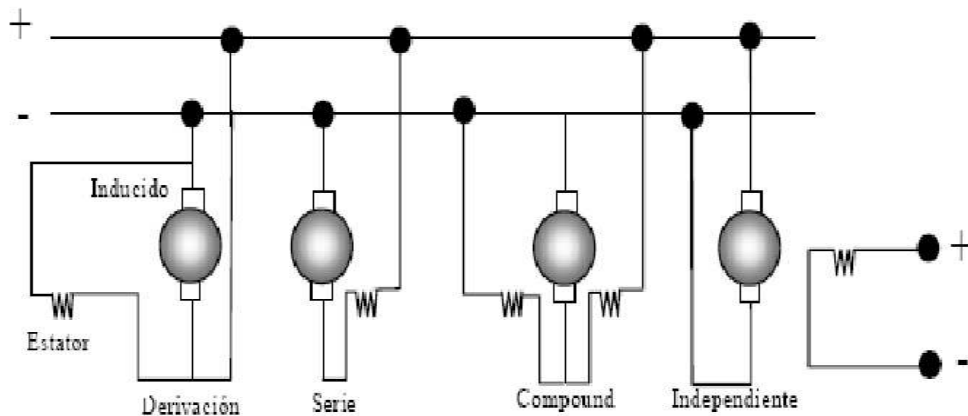 +
-
Inducido
+
Estator
-
Derivación
Serie
Compound
Independiente